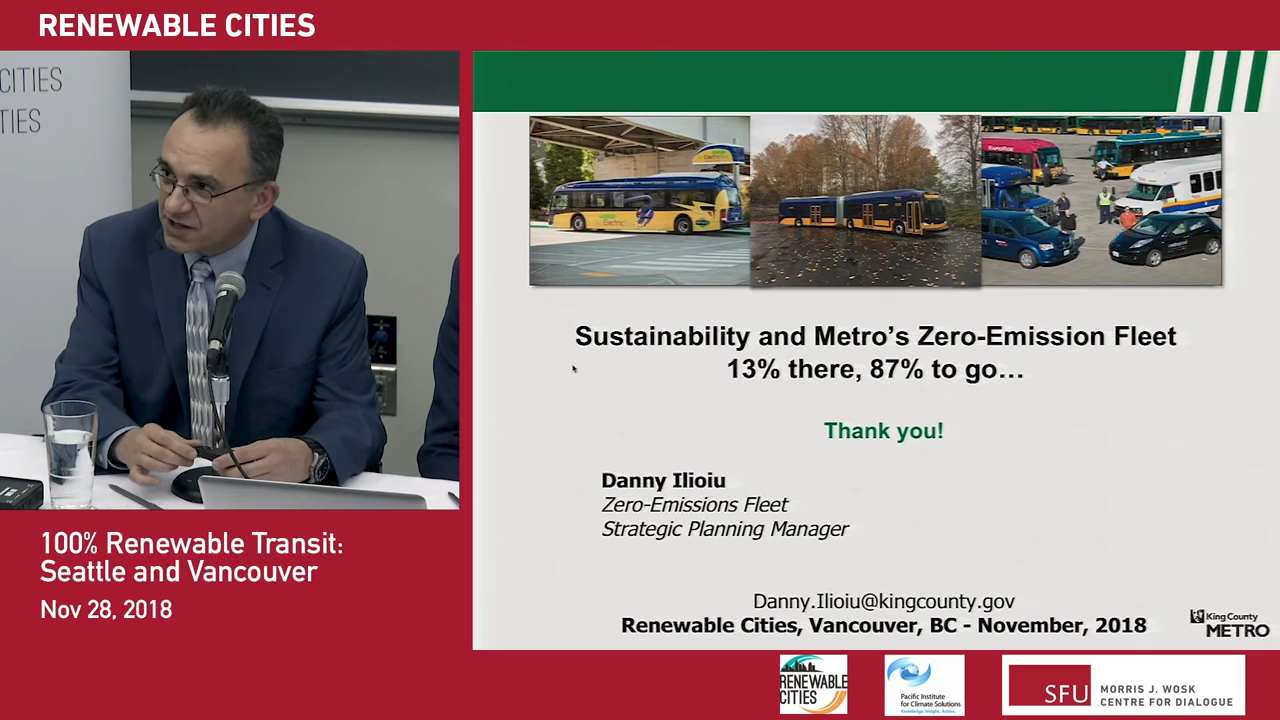 RENEWABLE CITIES
CITIES
TIES
Sustainability and Metro's Zero-Emission Fleet
13% there, 87% to go…
Thank you!
Danny Ilioiu
Zero-Emissions Fleet
Strategic Planning Manager
Danny.Ilioiu@kingcounty.gov
Renewable Cities, Vancouver, BC - November, 2018
King County
METRO
100% Renewable Transit:
Seattle and Vancouver
Nov 28, 2018
RENEWABLE
CITIES
Pacific Institute
for Climate Solutions
Knowledge. Insight. Action.
SFU
MORRIS J. WOSK
CENTRE FOR DIALOGUE